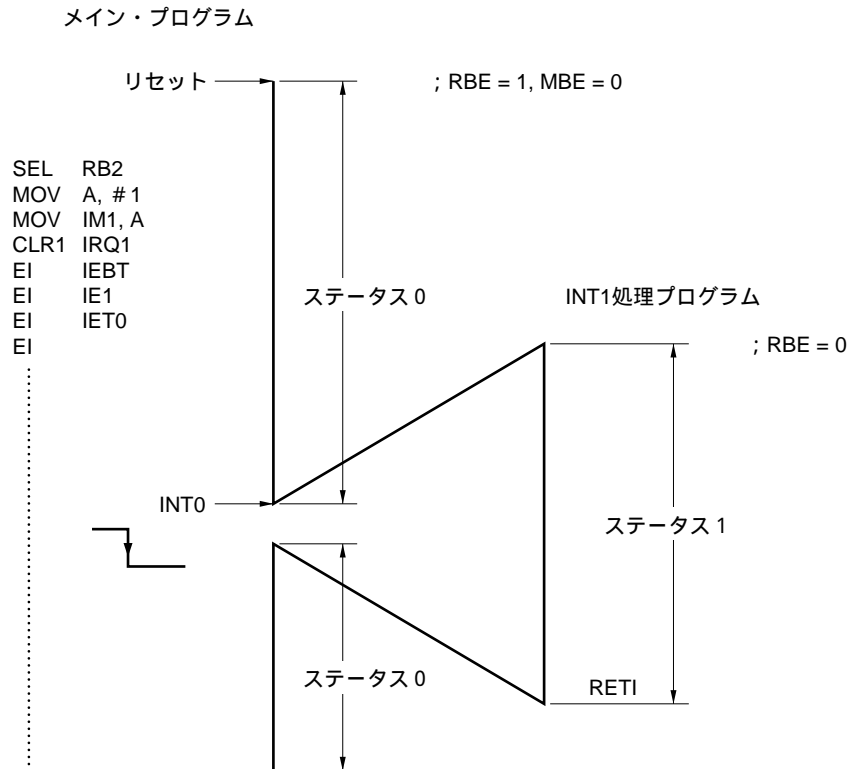 メイン・プログラム
リセット
; RBE = 1, MBE = 0
SEL RB2
MOV A, #1
MOV IM1, A
CLR1 IRQ1
EI IEBT
EI IE1
EI IET0
EI
ステータス0
INT1処理プログラム
; RBE = 0
INT0
ステータス1
ステータス0
RETI